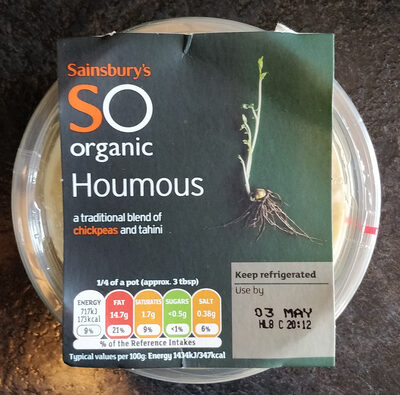 Sainsbury's
SO
organic
Houmous
a traditional blend of
chickpeas and tahini
1/4 of a pot (approx. 3 tbsp)
ENERGY FAT SATURATES SUGARS SALT
717kJ 14.7g 1.7g <0.5g 0.38g
173kcal
9% 21% 9% <1% 6%
% of the Reference Intakes
Typical values per 100g: Energy 1434kJ/347kcal
Keep refrigerated
Use by
03 MAY
HL8 C 20:12